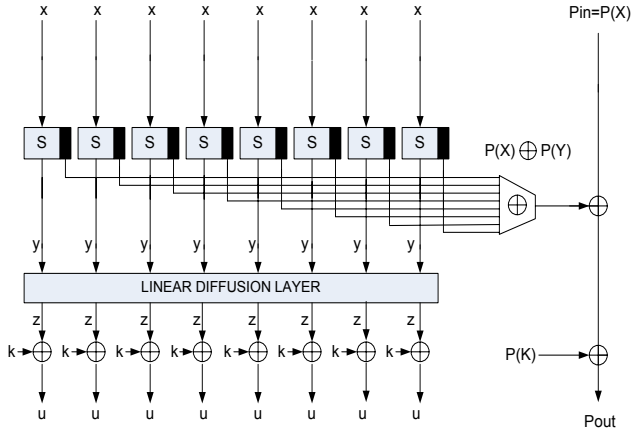 x x x x x x x x Pin=P(X)
S S S S S S S S
P(X) ⊕ P(Y)
y y y y y y y y
LINEAR DIFFUSION LAYER
z z z z z z z z
k k k k k k k k P(K)
u u u u u u u u
Pout